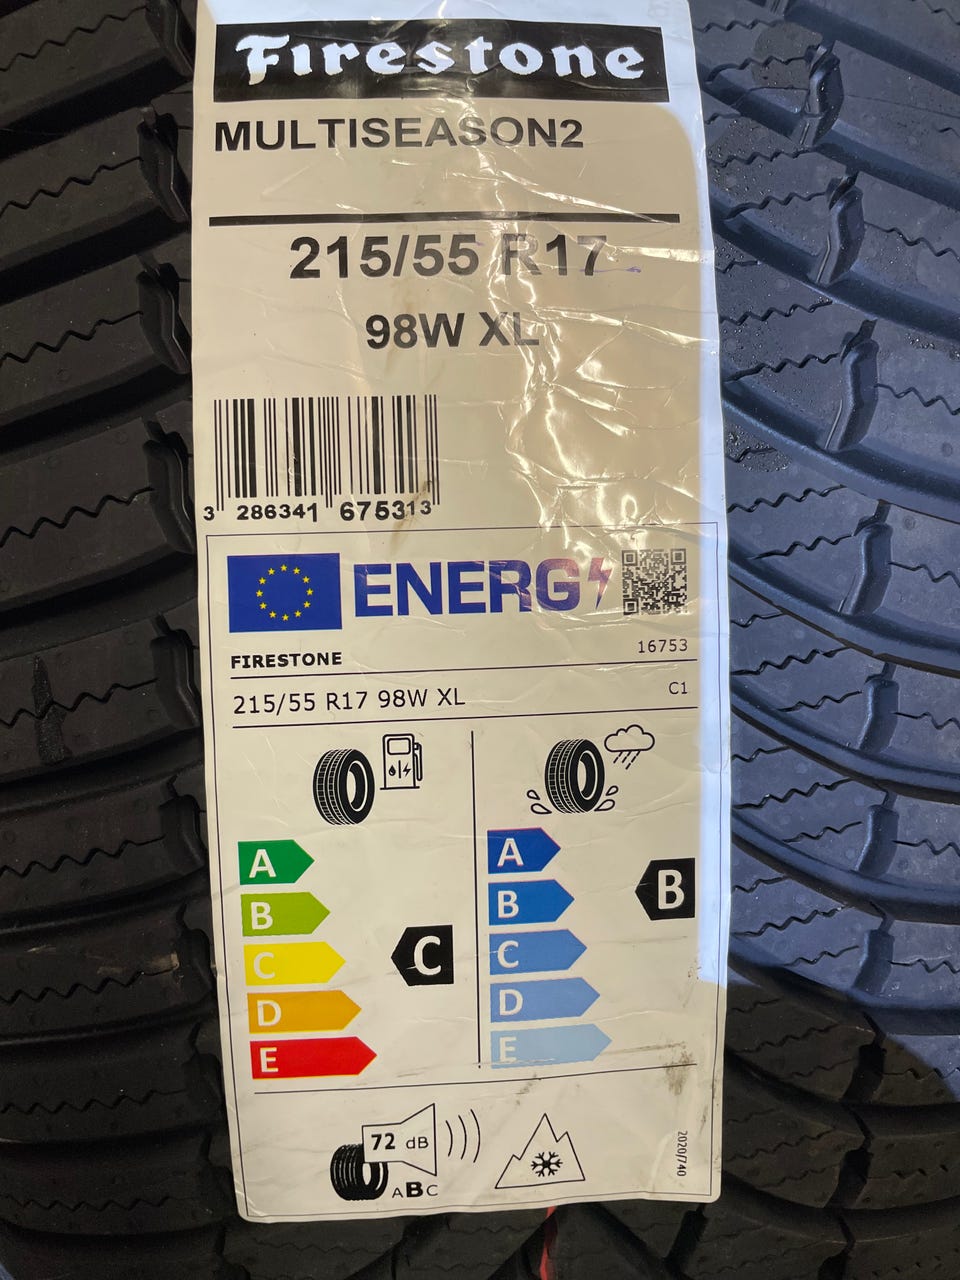 Firestone
MULTISEASON2
215/55 R17
98W XL
3 286341 675313
ENERG
FIRESTONE
16753
215/55 R17 98W XL
C1
A
B
C
D
E
C
A
B
C
D
E
B
72 dB
ABC
2020/740